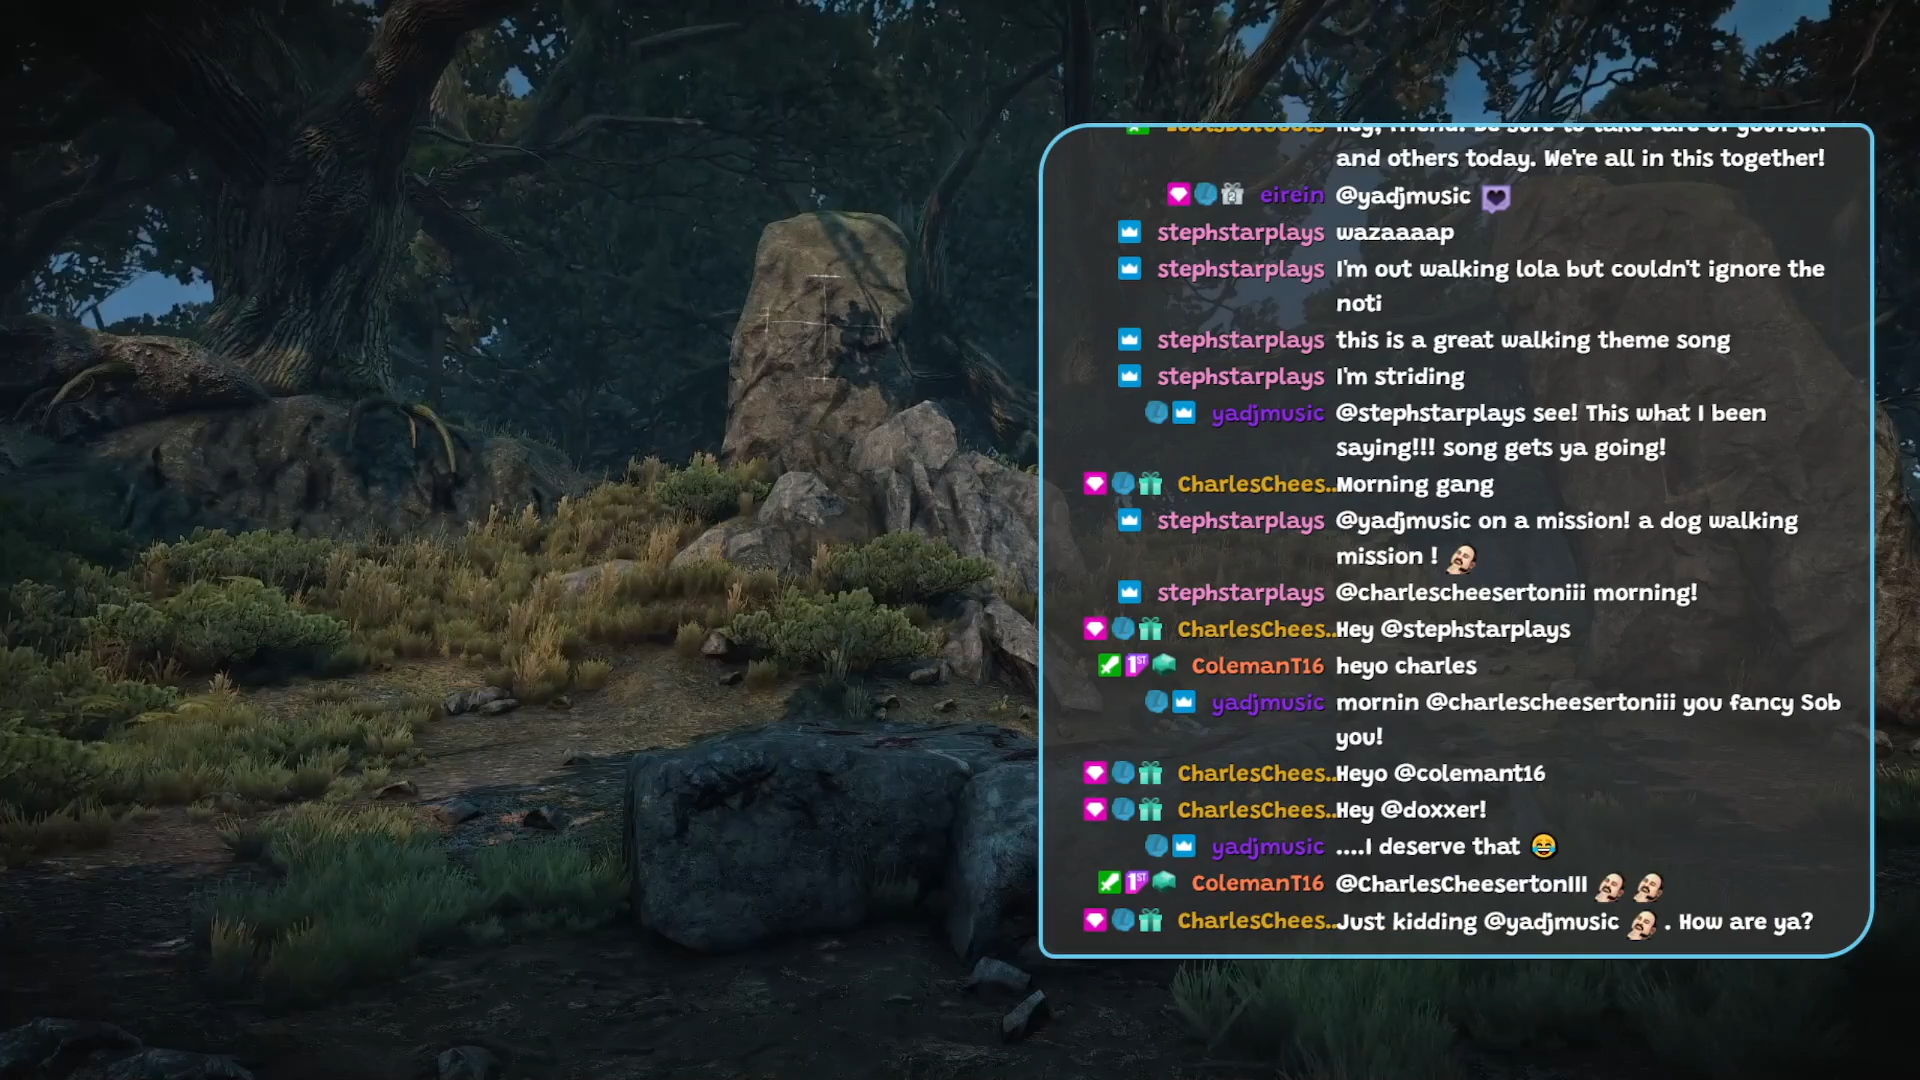 and others today. We're all in this together!
eirein @yadjmusic
stephstarplays wazaaaap
stephstarplays I'm out walking lola but couldn't ignore the
noti
stephstarplays this is a great walking theme song
stephstarplays I'm striding
yadjmusic @stephstarplays see! This what I been
saying!!! song gets ya going!
CharlesChees..Morning gang
stephstarplays @yadjmusic on a mission! a dog walking
mission !
stephstarplays @charlescheesertoniii morning!
CharlesChees..Hey @stephstarplays
1ST ColemanT16 heyo charles
yadjmusic mornin @charlescheesertoniii you fancy Sob
you!
CharlesChees..Heyo @colemant16
CharlesChees..Hey @doxxer!
yadjmusic ....I deserve that 😂
1ST ColemanT16 @CharlesCheesertonIII
CharlesChees..Just kidding @yadjmusic . How are ya?